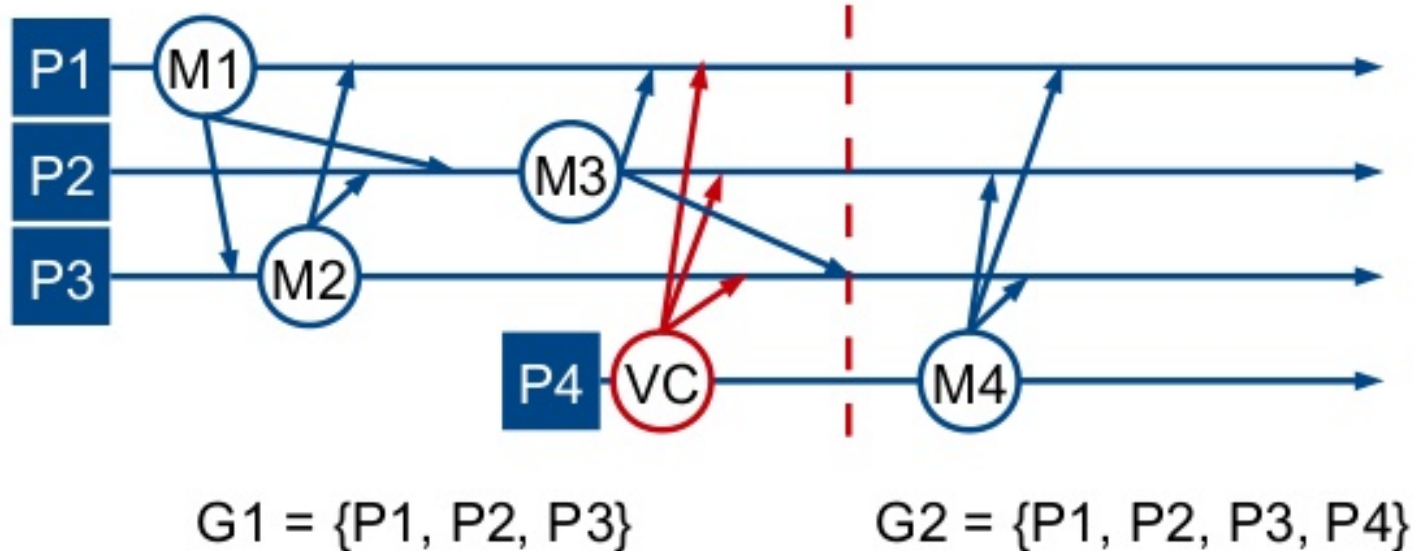 P1 M1
P2 M3
P3 M2
P4 VC M4
G1 = {P1, P2, P3} G2 = {P1, P2, P3, P4}